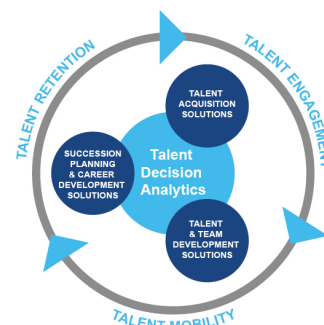 TALENT RETENTION
TALENT ENGAGEMENT
TALENT
ACQUISITION
SOLUTIONS
SUCCESSION
PLANNING
& CAREER
DEVELOPMENT
SOLUTIONS
Talent
Decision
Analytics
TALENT
& TEAM
DEVELOPMENT
SOLUTIONS
TALENT MOBILITY